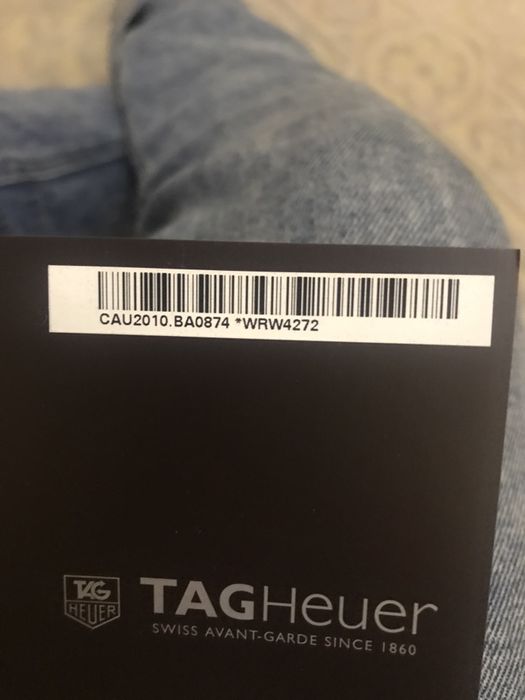 CAU2010.BA0874 *WRW4272
TAG
HEUER
TAGHeuer
SWISS AVANT-GARDE SINCE 1860